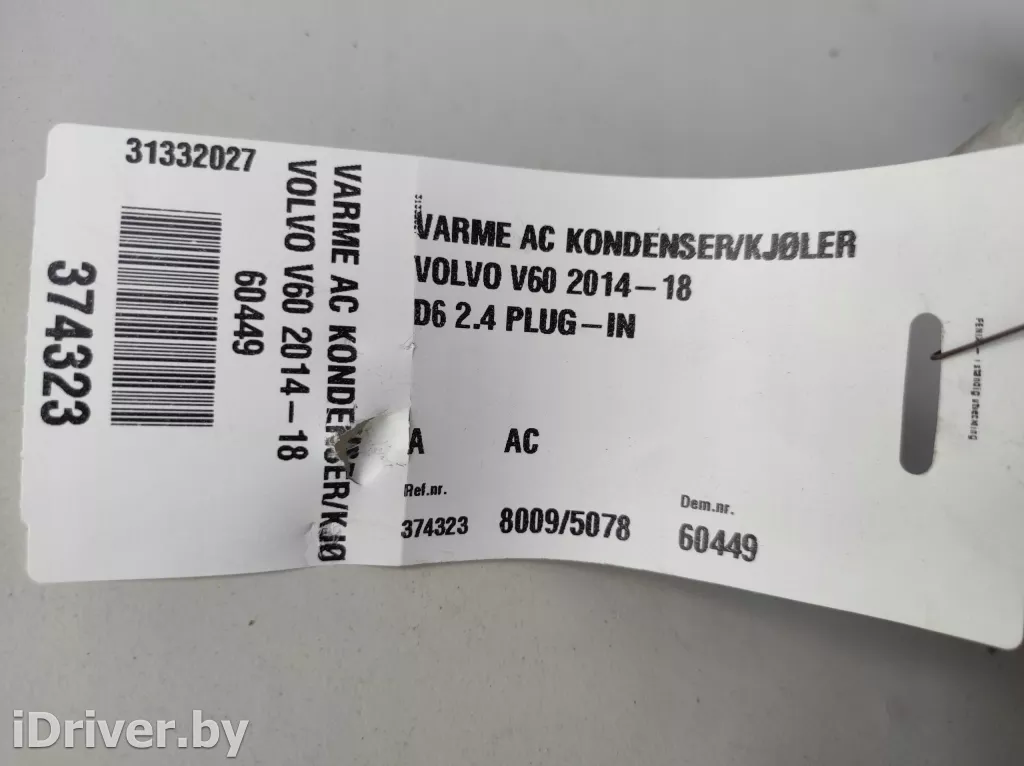 31332027
374323
60449
VOLVO V60 2014-18
VARME AC KONDENSER/KJØ
VARME AC KONDENSER/KJØLER
VOLVO V60 2014-18
D6 2.4 PLUG-IN
A AC
Ref.nr.
374323 8009/5078
Dem.nr.
60449
iDriver.by